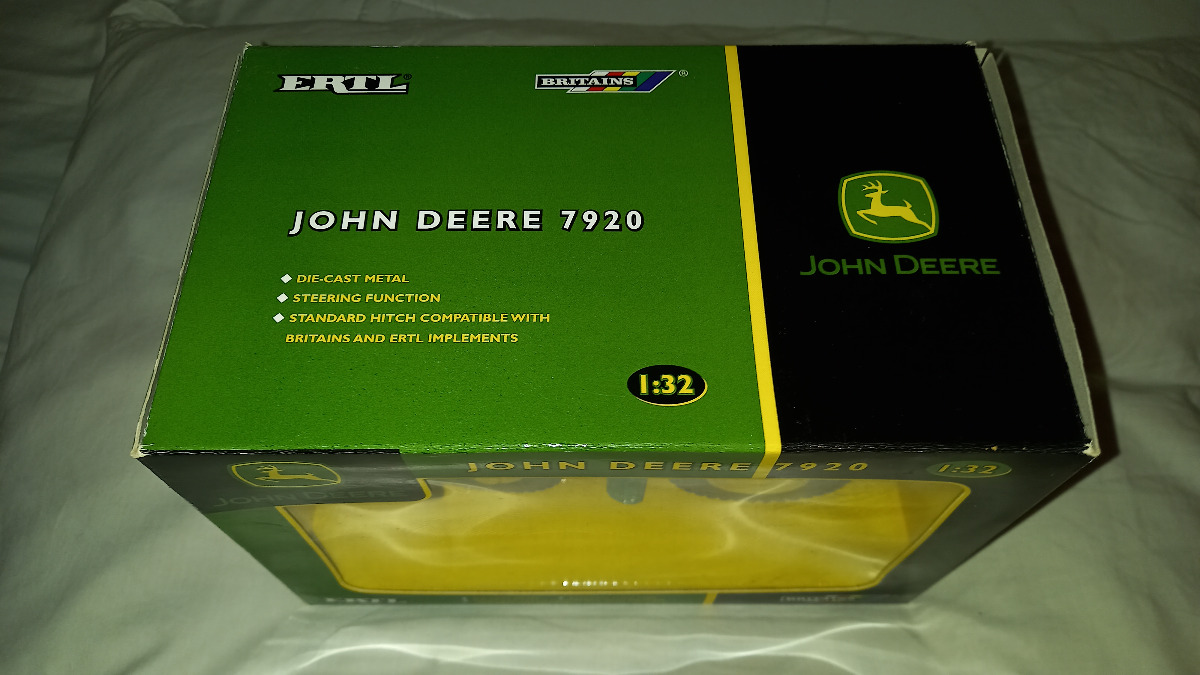 ERTL®
BRITAINS®
JOHN DEERE 7920
◆ DIE-CAST METAL
◆ STEERING FUNCTION
◆ STANDARD HITCH COMPATIBLE WITH
BRITAINS AND ERTL IMPLEMENTS
1:32
JOHN DEERE
JOHN DEERE
JOHN DEERE 7920
1:32
ERTL